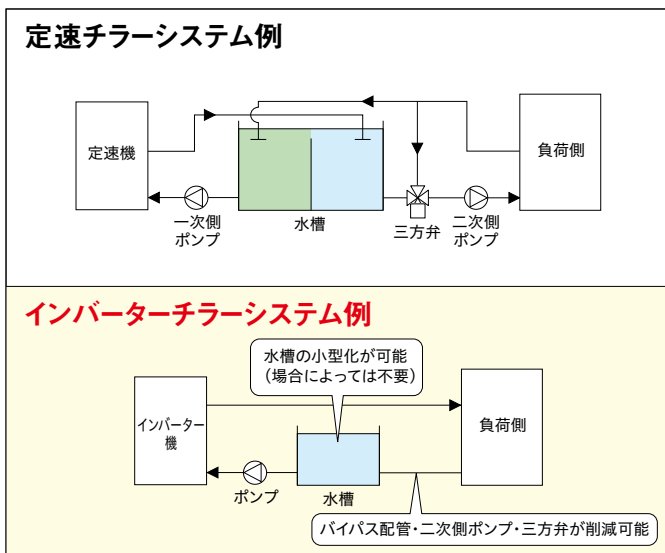 定速チラーシステム例
定速機
一次側
ポンプ
水槽
三方弁
二次側
ポンプ
負荷側
インバーターチラーシステム例
水槽の小型化が可能
（場合によっては不要）
インバーター
機
ポンプ
水槽
負荷側
バイパス配管・二次側ポンプ・三方弁が削減可能